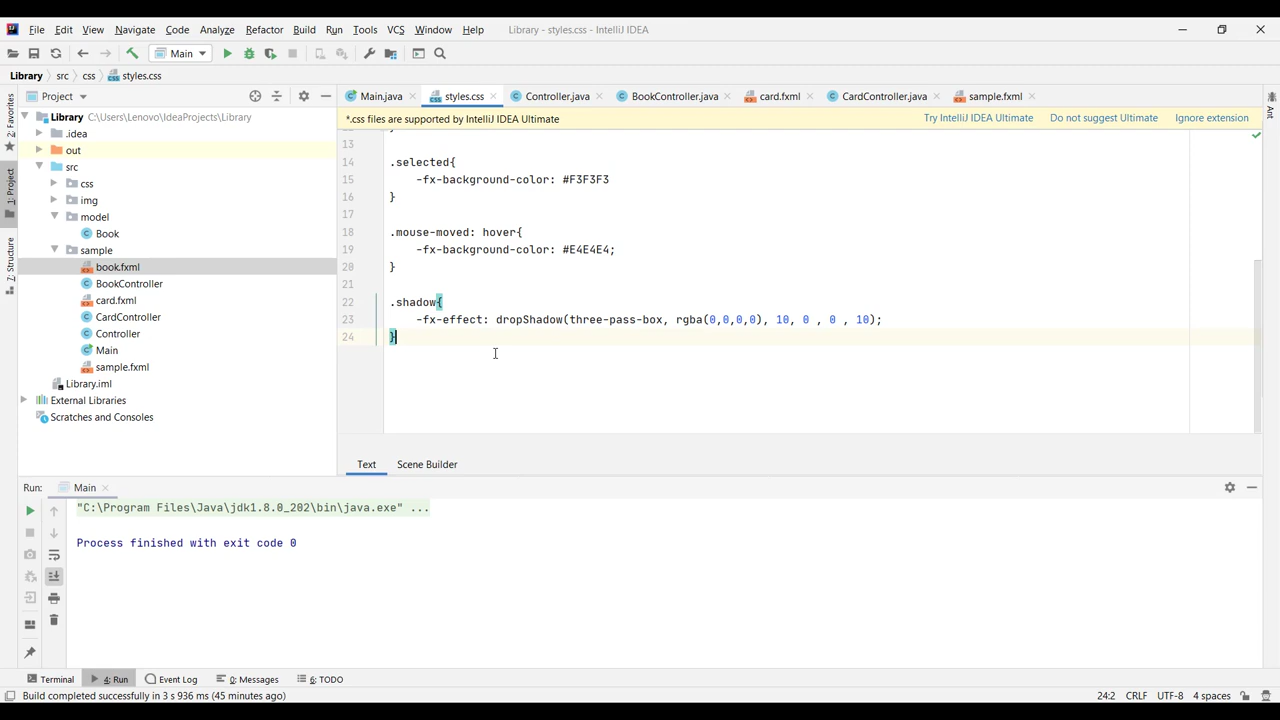 File Edit View Navigate Code Analyze Refactor Build Run Tools VCS Window Help Library - styles.css - IntelliJ IDEA
Main
Library src css styles.css
Project
Main.java styles.css Controller.java BookController.java card.fxml CardController.java sample.fxml
*.css files are supported by IntelliJ IDEA Ultimate Try IntelliJ IDEA Ultimate Do not suggest Ultimate Ignore extension
2: Favorites
1: Project
7: Structure
Ant
Library C:\Users\Lenovo\IdeaProjects\Library
.idea
out
src
css
img
model
Book
sample
book.fxml
BookController
card.fxml
CardController
Controller
Main
sample.fxml
Library.iml
External Libraries
Scratches and Consoles
13
14 .selected{
15 -fx-background-color: #F3F3F3
16 }
17
18 .mouse-moved: hover{
19 -fx-background-color: #E4E4E4;
20 }
21
22 .shadow{
23 -fx-effect: dropShadow(three-pass-box, rgba(0,0,0,0), 10, 0 , 0 , 10);
24 }
Text Scene Builder
Run: Main
"C:\Program Files\Java\jdk1.8.0_202\bin\java.exe" ...
Process finished with exit code 0
Terminal 4: Run Event Log 0: Messages 6: TODO
Build completed successfully in 3 s 936 ms (45 minutes ago) 24:2 CRLF UTF-8 4 spaces